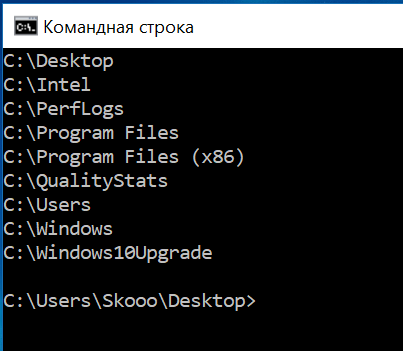 Командная строка
C:\Desktop
C:\Intel
C:\PerfLogs
C:\Program Files
C:\Program Files (x86)
C:\QualityStats
C:\Users
C:\Windows
C:\Windows10Upgrade
C:\Users\Skooo\Desktop>